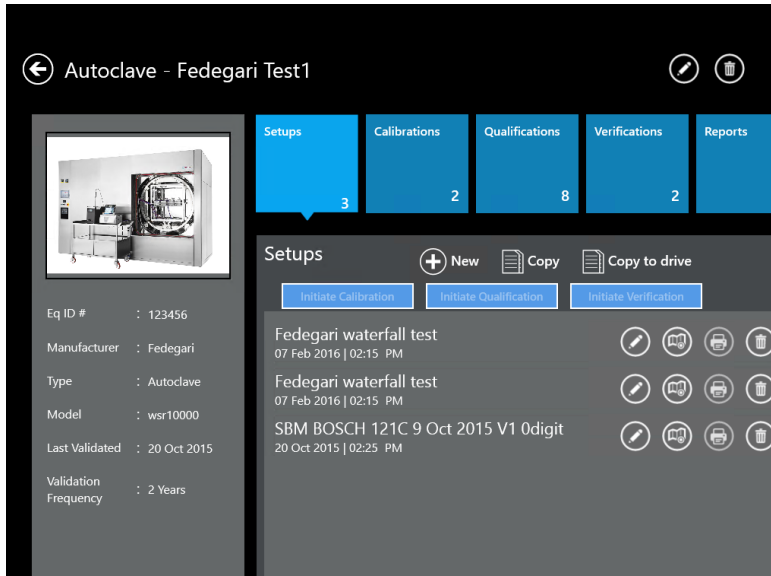 Autoclave - Fedegari Test1
Setups
3
Calibrations
2
Qualifications
8
Verifications
2
Reports
Eq ID # : 123456
Manufacturer : Fedegari
Type : Autoclave
Model : wsr10000
Last Validated : 20 Oct 2015
Validation
Frequency : 2 Years
Setups
New
Copy
Copy to drive
Initiate Calibration
Initiate Qualification
Initiate Verification
Fedegari waterfall test
07 Feb 2016 | 02:15 PM
Fedegari waterfall test
07 Feb 2016 | 02:15 PM
SBM BOSCH 121C 9 Oct 2015 V1 0digit
20 Oct 2015 | 02:25 PM